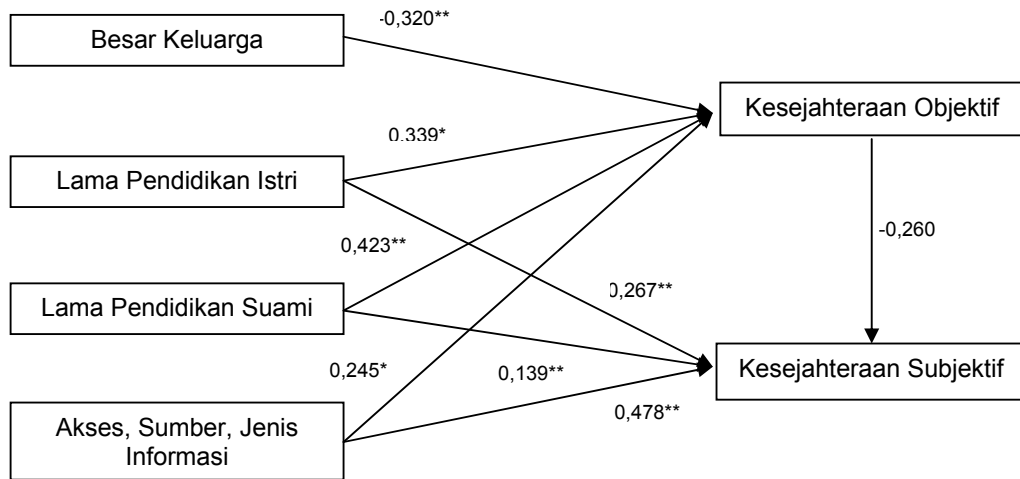 -0,320**
Besar Keluarga
Kesejahteraan Objektif
0.339*
Lama Pendidikan Istri
-0,260
0,423**
0,267**
Lama Pendidikan Suami
Kesejahteraan Subjektif
0,245*
0,139**
0,478**
Akses, Sumber, Jenis
Informasi